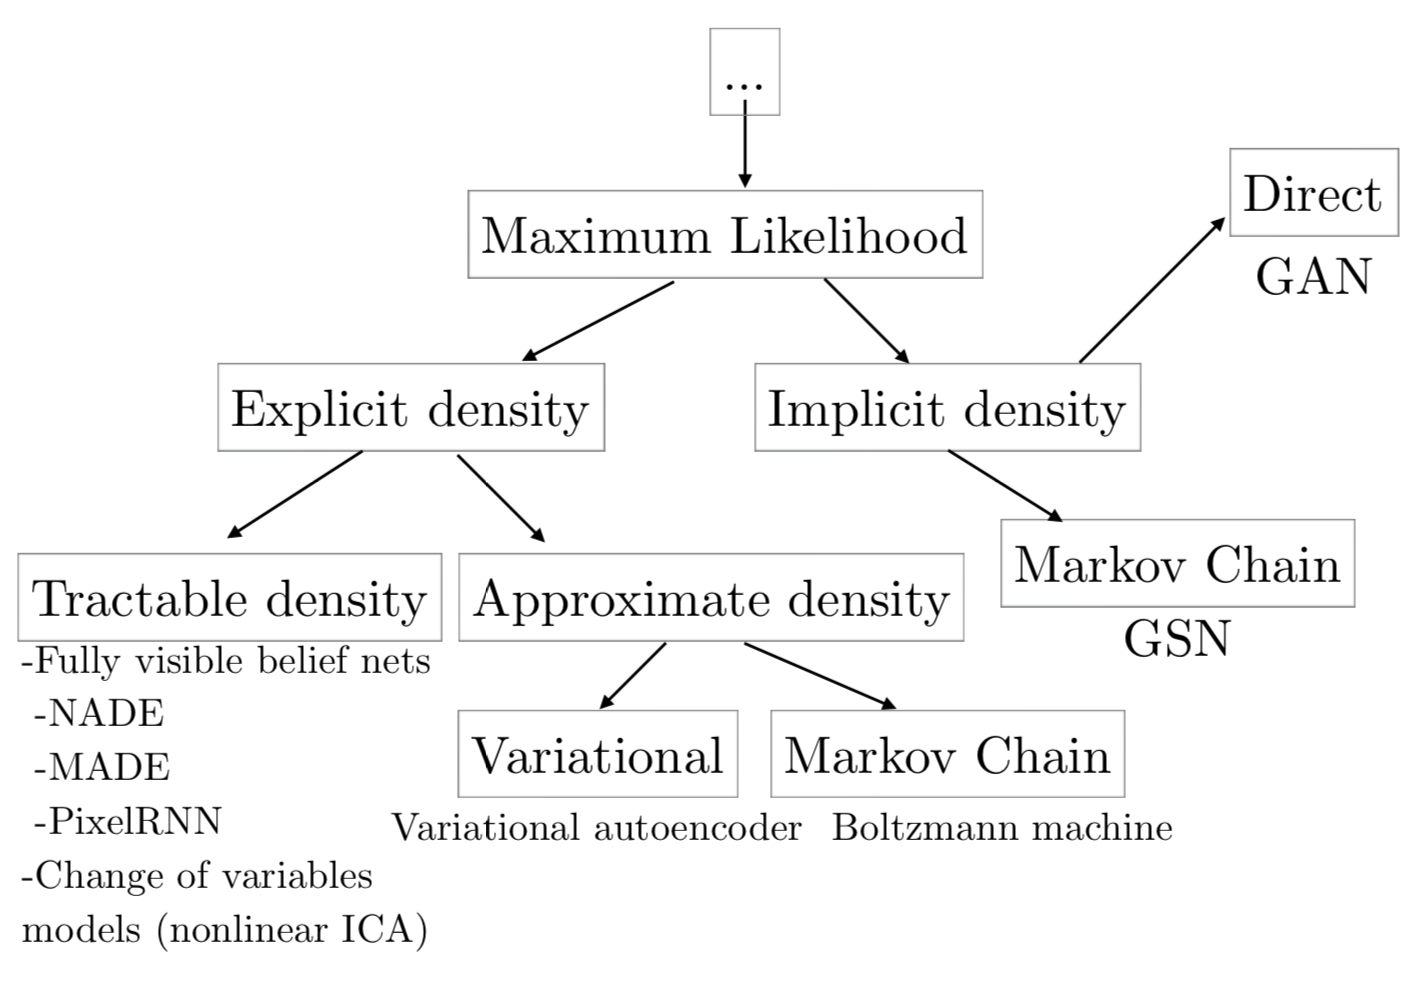 ...
Maximum Likelihood
Direct
GAN
Explicit density
Implicit density
Tractable density
-Fully visible belief nets
-NADE
-MADE
-PixelRNN
-Change of variables
models (nonlinear ICA)
Approximate density
Variational
Variational autoencoder
Markov Chain
Boltzmann machine
Markov Chain
GSN